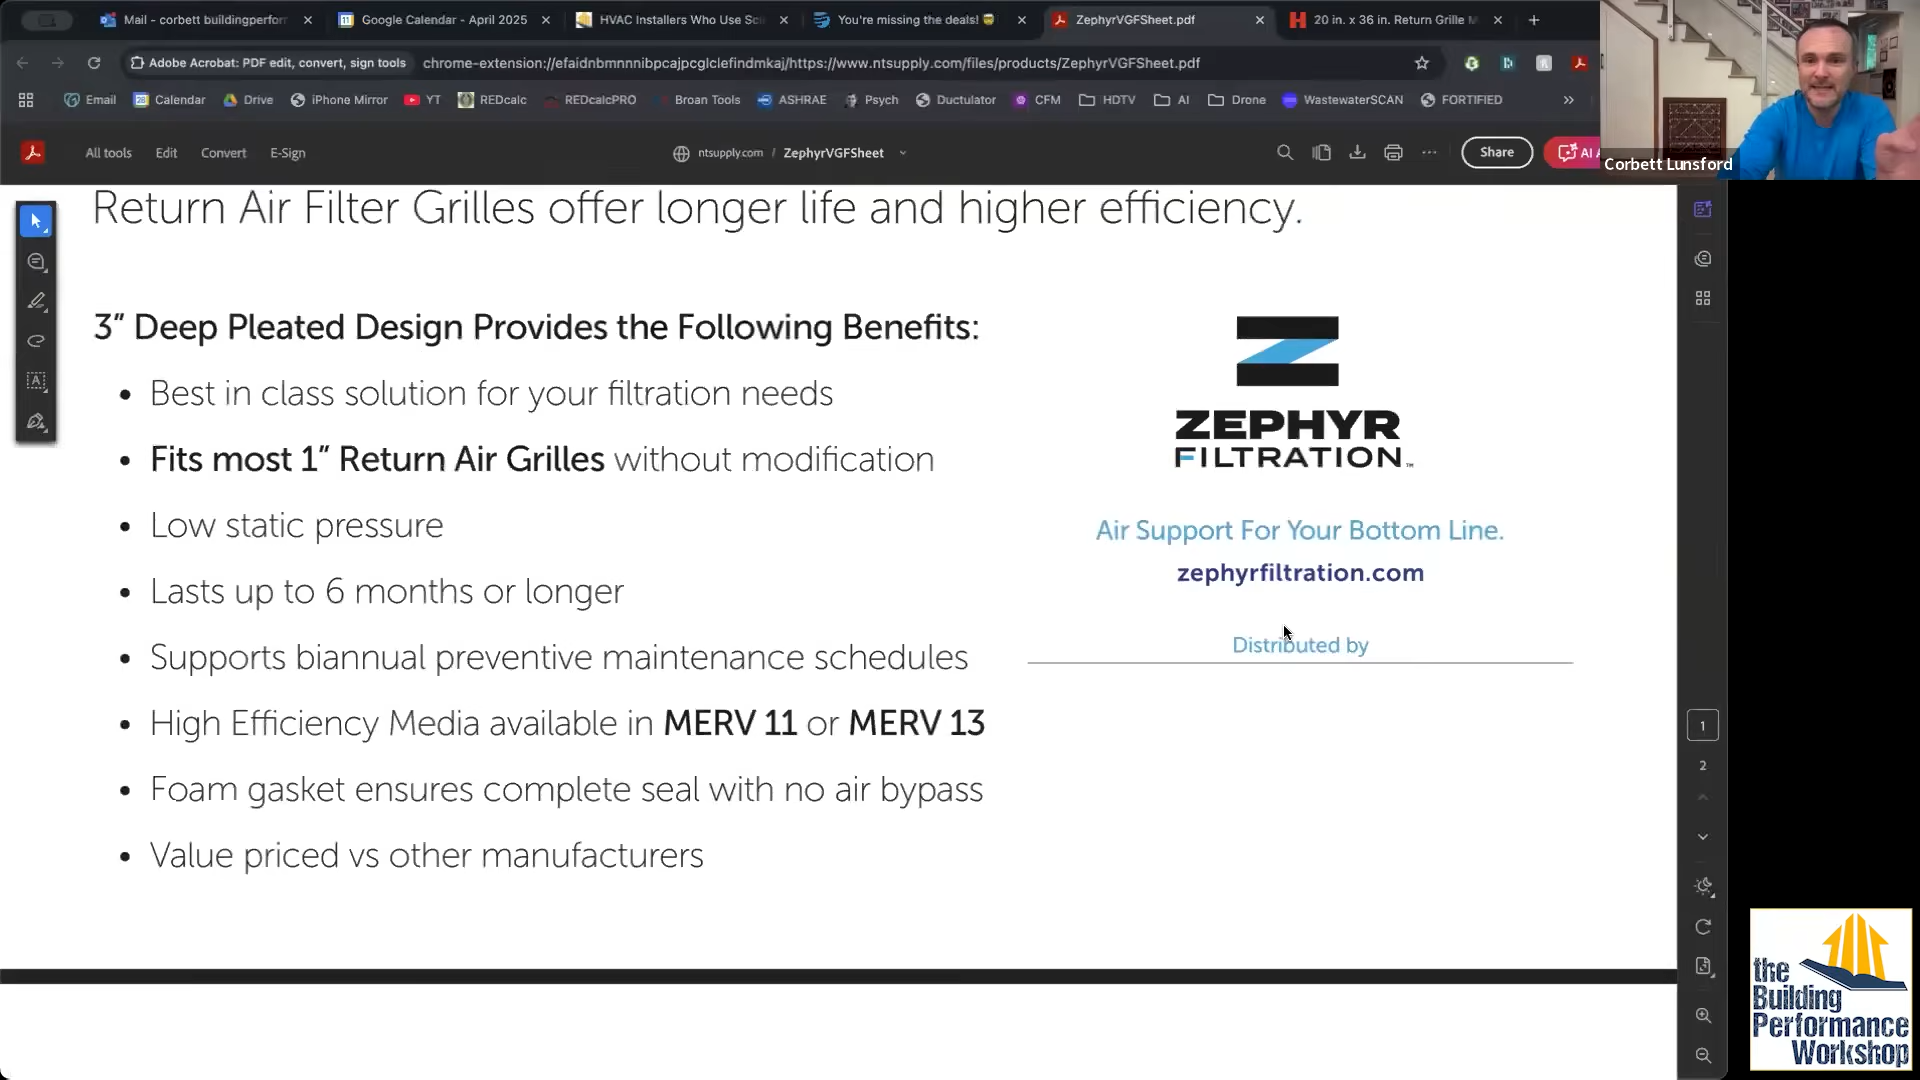 Mail - corbett buildingperfor
Google Calendar - April 2025
HVAC Installers Who Use Sci
You're missing the deals! 🤓
ZephyrVGFSheet.pdf
20 in. x 36 in. Return Grille M
Adobe Acrobat: PDF edit, convert, sign tools
chrome-extension://efaidnbmnnnibpcajpcglclefindmkaj/https://www.ntsupply.com/files/products/ZephyrVGFSheet.pdf
Email
Calendar
Drive
iPhone Mirror
YT
REDcalc
REDcalcPRO
Broan Tools
ASHRAE
Psych
Ductulator
CFM
HDTV
AI
Drone
WastewaterSCAN
FORTIFIED
Corbett Lunsford
All tools
Edit
Convert
E-Sign
ntsupply.com / ZephyrVGFSheet
Share
AI A
Return Air Filter Grilles offer longer life and higher efficiency.
3” Deep Pleated Design Provides the Following Benefits:
• Best in class solution for your filtration needs
• Fits most 1” Return Air Grilles without modification
• Low static pressure
• Lasts up to 6 months or longer
• Supports biannual preventive maintenance schedules
• High Efficiency Media available in MERV 11 or MERV 13
• Foam gasket ensures complete seal with no air bypass
• Value priced vs other manufacturers
ZEPHYR
FILTRATION™
Air Support For Your Bottom Line.
zephyrfiltration.com
Distributed by
1
2
the
Building
Performance
Workshop